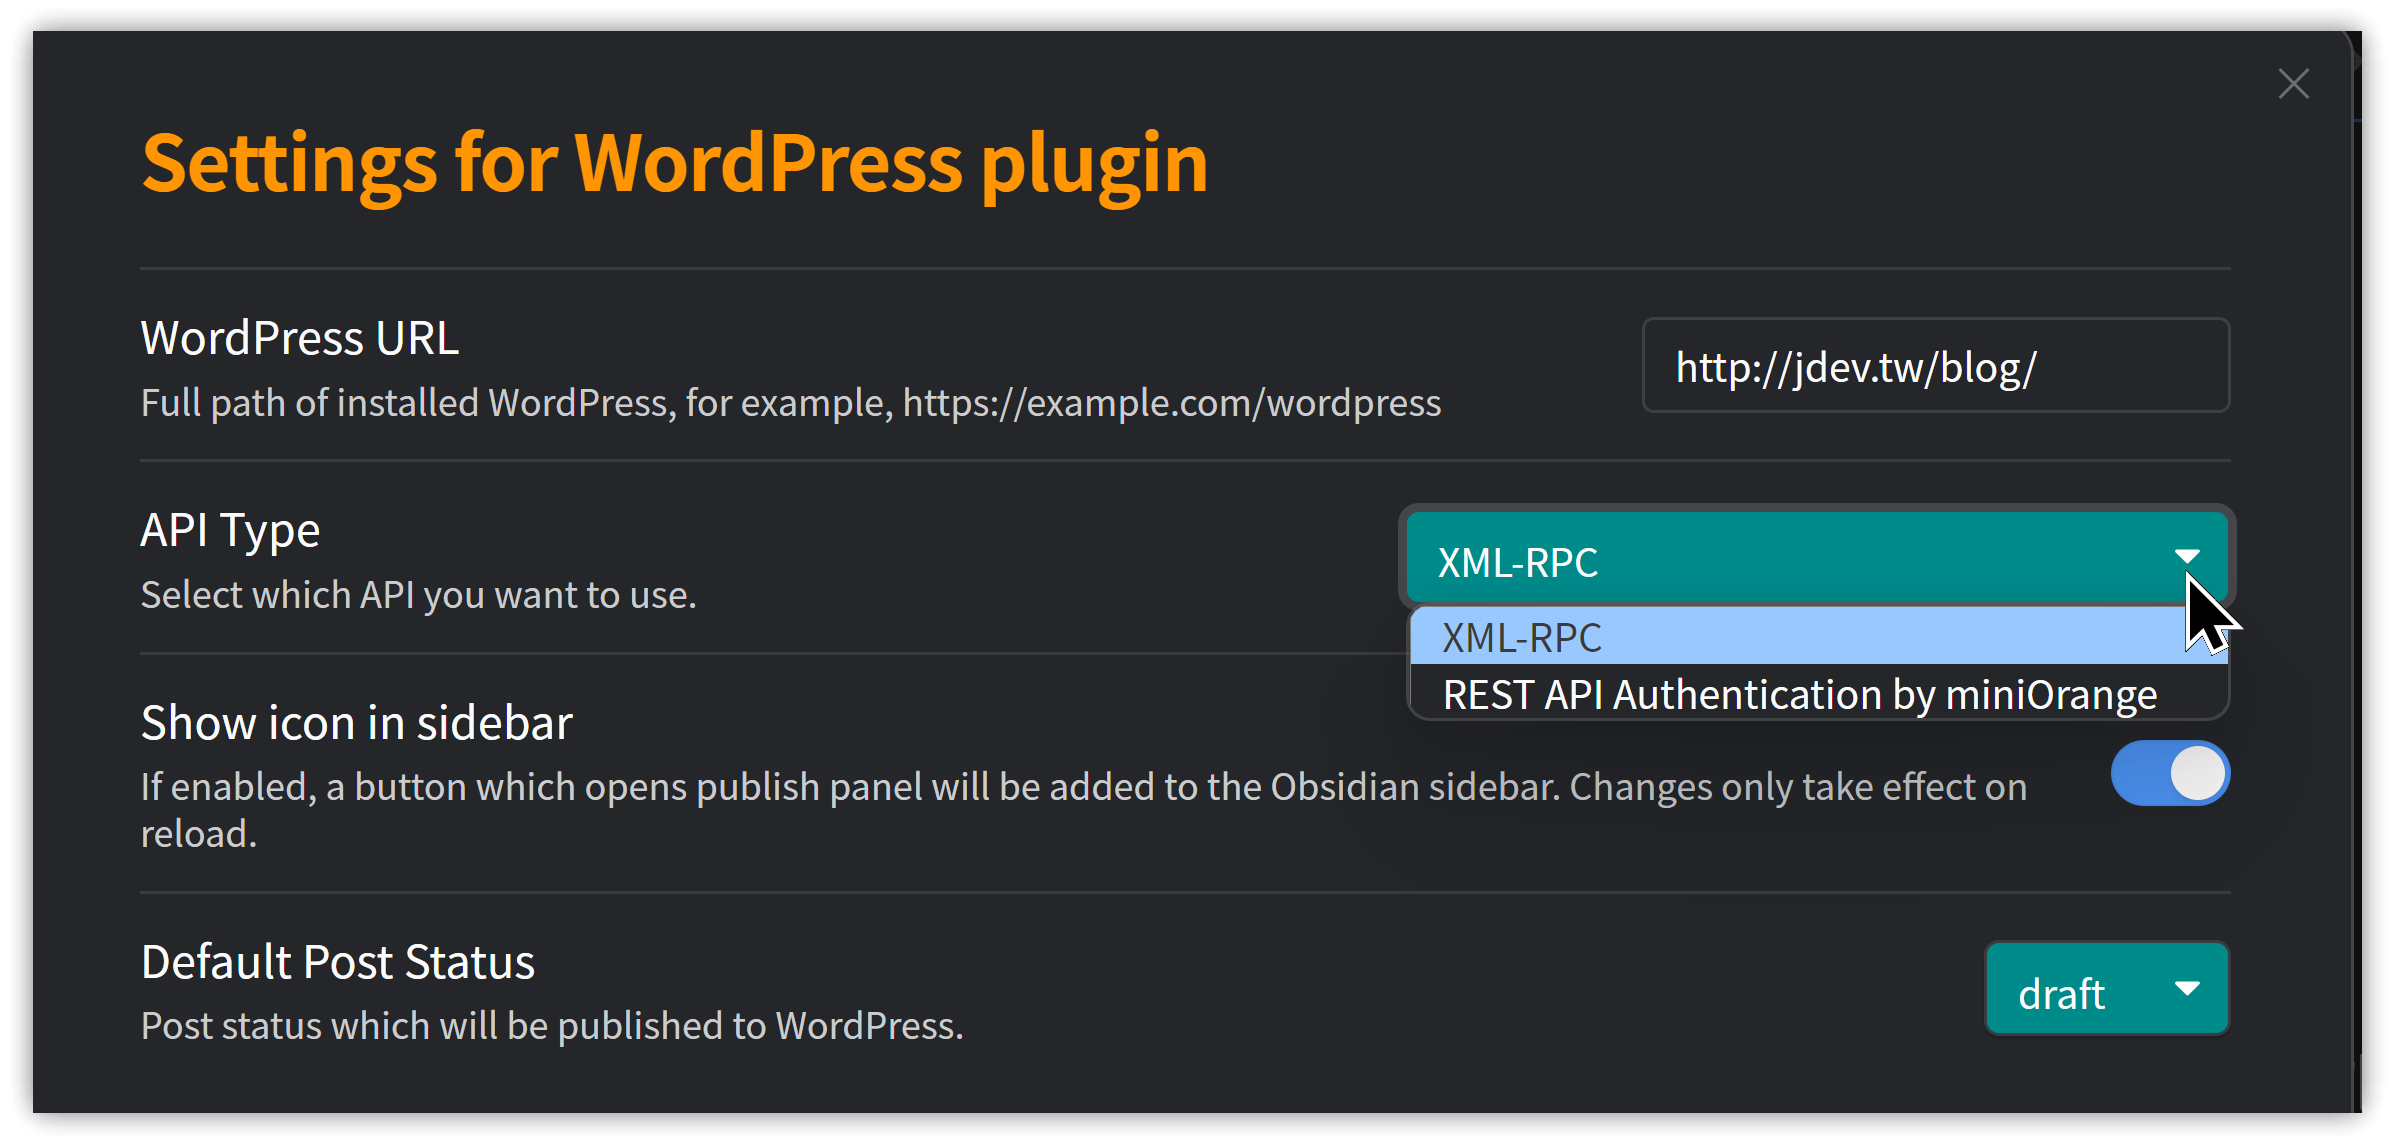 Settings for WordPress plugin
WordPress URL
Full path of installed WordPress, for example, https://example.com/wordpress
http://jdev.tw/blog/
API Type
Select which API you want to use.
XML-RPC
XML-RPC
REST API Authentication by miniOrange
Show icon in sidebar
If enabled, a button which opens publish panel will be added to the Obsidian sidebar. Changes only take effect on
reload.
Default Post Status
Post status which will be published to WordPress.
draft